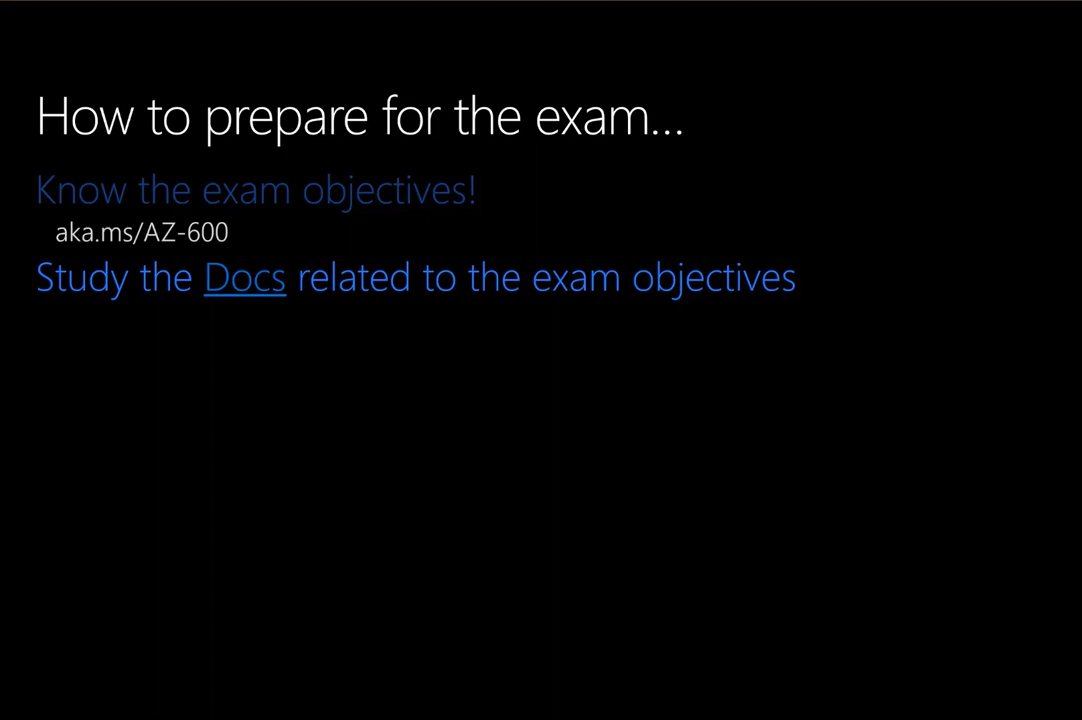 How to prepare for the exam...
Know the exam objectives!
aka.ms/AZ-600
Study the Docs related to the exam objectives